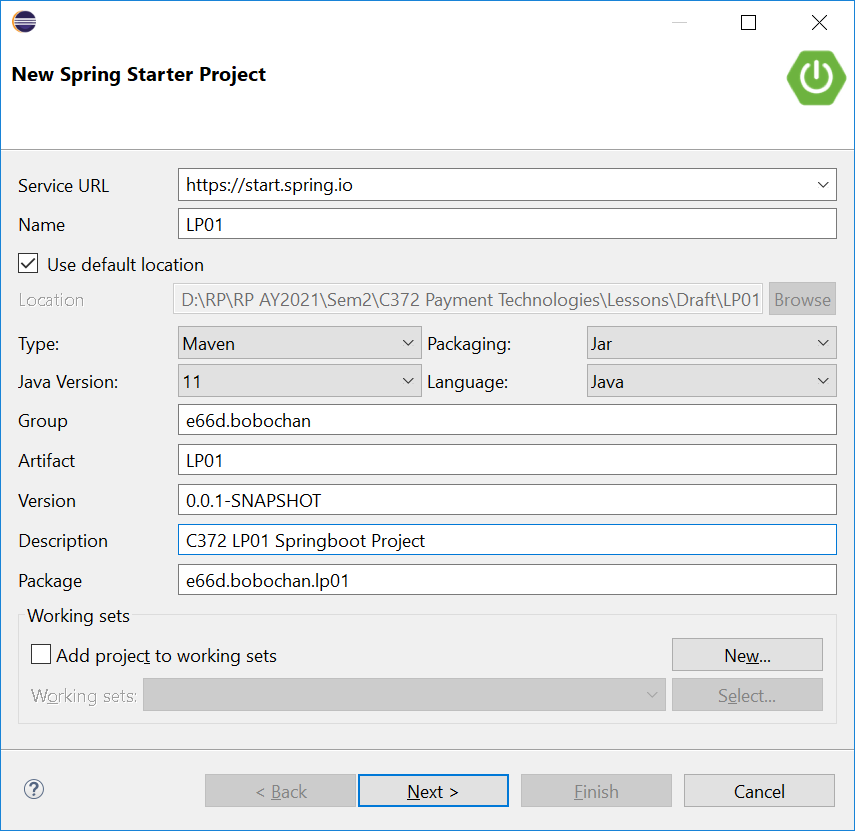 New Spring Starter Project
Service URL https://start.spring.io
Name LP01
Use default location
Location D:\RP\RP AY2021\Sem2\C372 Payment Technologies\Lessons\Draft\LP01 Browse
Type: Maven Packaging: Jar
Java Version: 11 Language: Java
Group e66d.bobochan
Artifact LP01
Version 0.0.1-SNAPSHOT
Description C372 LP01 Springboot Project
Package e66d.bobochan.lp01
Working sets
Add project to working sets New...
Working sets: Select...
? < Back Next > Finish Cancel